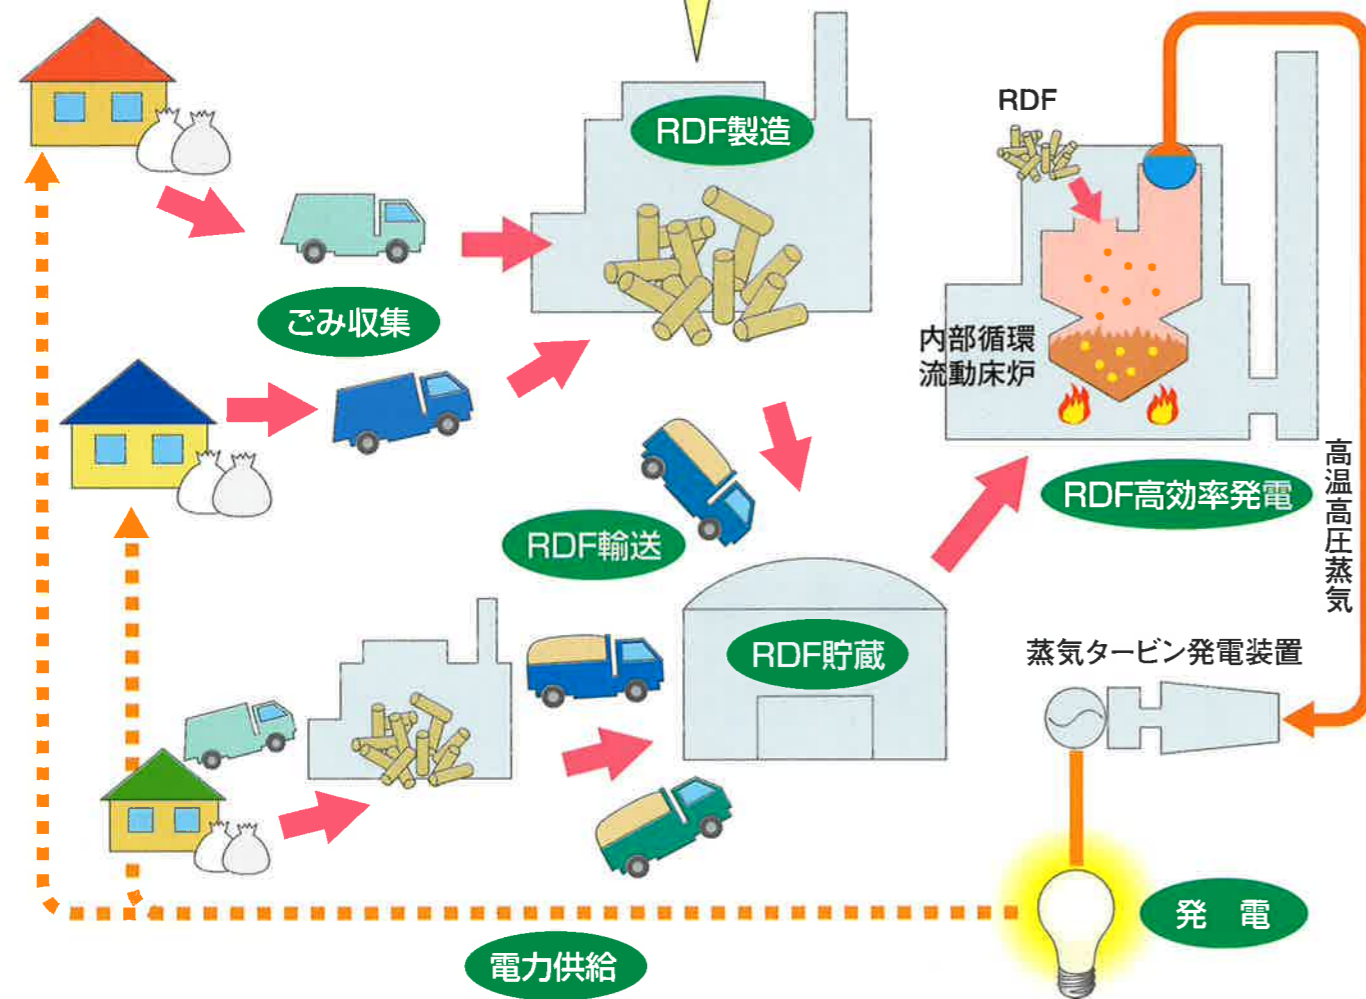 RDF製造
RDF
ごみ収集
内部循環
流動床炉
RDF高効率発電
高温高圧蒸気
RDF輸送
RDF貯蔵
蒸気タービン発電装置
発 電
電力供給